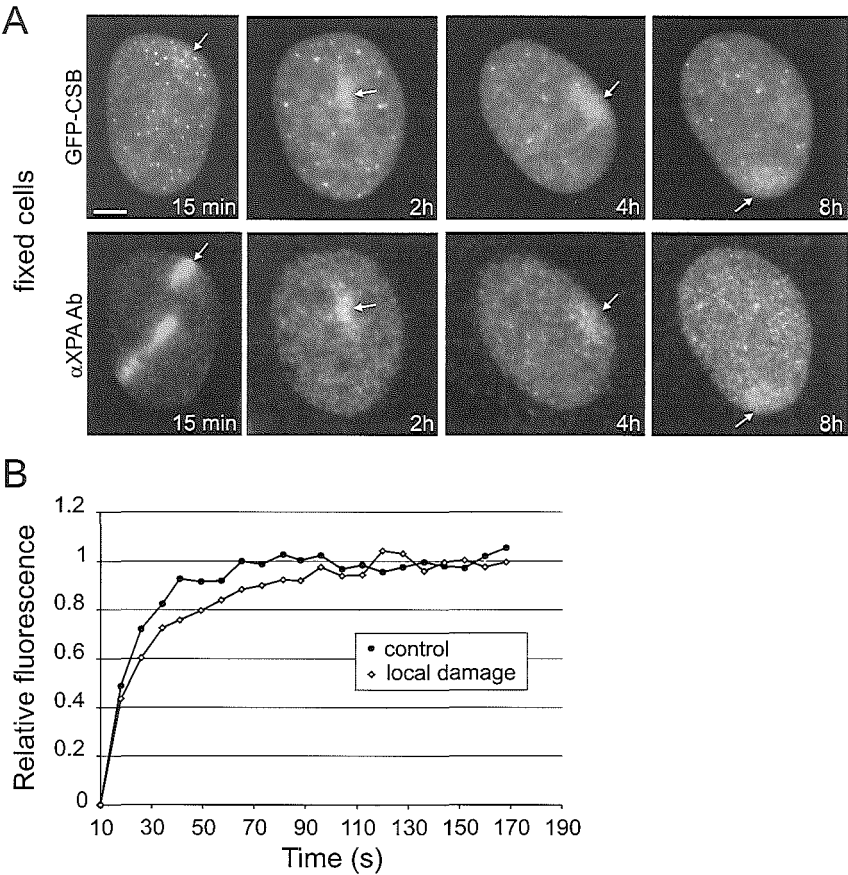 A
fixed cells
GFP-CSB
15 min
2h
4h
8h
αXPA Ab
15 min
2h
4h
8h
B
Relative fluorescence
1.2
1
0.8
0.6
0.4
0.2
0
control
local damage
10 30 50 70 90 110 130 150 170 190
Time (s)